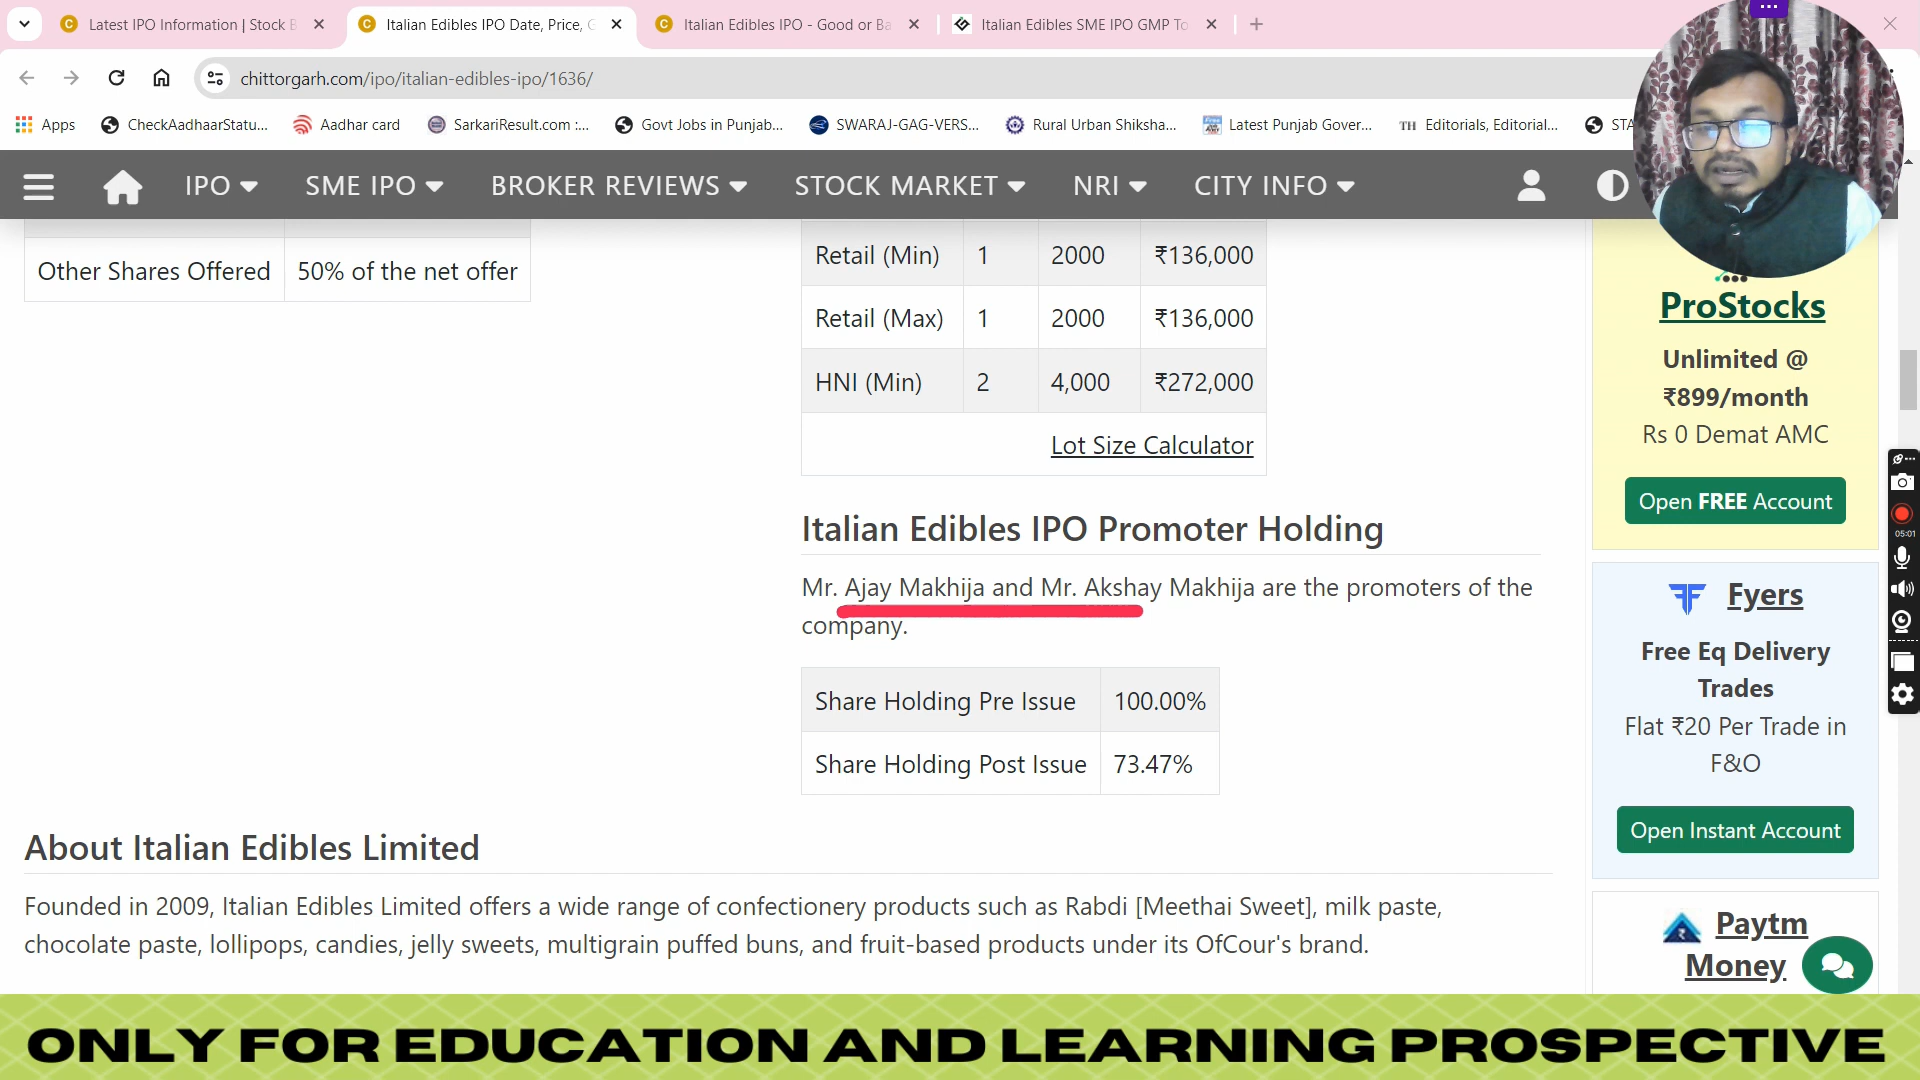 Latest IPO Information | Stock B
Italian Edibles IPO Date, Price, G
Italian Edibles IPO - Good or Ba
Italian Edibles SME IPO GMP To
chittorgarh.com/ipo/italian-edibles-ipo/1636/
Apps
CheckAadhaarStatu...
Aadhar card
SarkariResult.com :...
Govt Jobs in Punjab...
SWARAJ-GAG-VERS...
Rural Urban Shiksha...
Latest Punjab Gover...
TH Editorials, Editorial...
STA
IPO
SME IPO
BROKER REVIEWS
STOCK MARKET
NRI
CITY INFO
Other Shares Offered 50% of the net offer
Retail (Min) 1 2000 ₹136,000
Retail (Max) 1 2000 ₹136,000
HNI (Min) 2 4,000 ₹272,000
Lot Size Calculator
Italian Edibles IPO Promoter Holding
Mr. Ajay Makhija and Mr. Akshay Makhija are the promoters of the
company.
Share Holding Pre Issue 100.00%
Share Holding Post Issue 73.47%
About Italian Edibles Limited
Founded in 2009, Italian Edibles Limited offers a wide range of confectionery products such as Rabdi [Meethai Sweet], milk paste,
chocolate paste, lollipops, candies, jelly sweets, multigrain puffed buns, and fruit-based products under its OfCour's brand.
ProStocks
Unlimited @
₹899/month
Rs 0 Demat AMC
Open FREE Account
Fyers
Free Eq Delivery
Trades
Flat ₹20 Per Trade in
F&O
Open Instant Account
Paytm
Money
05:01
ONLY FOR EDUCATION AND LEARNING PROSPECTIVE